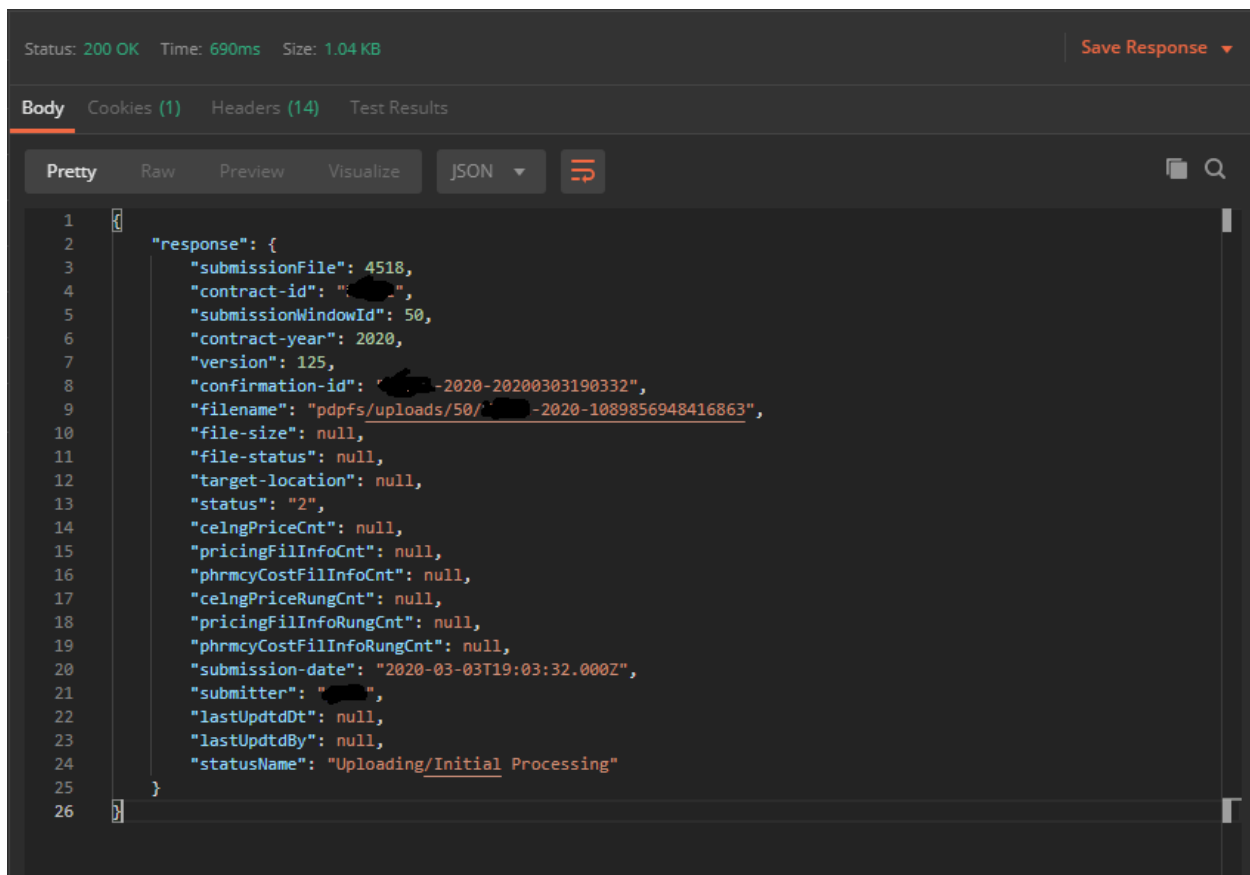 Status: 200 OK Time: 690ms Size: 1.04 KB Save Response
Body Cookies (1) Headers (14) Test Results
Pretty Raw Preview Visualize JSON
1 {
2 "response": {
3 "submissionFile": 4518,
4 "contract-id": "",
5 "submissionWindowId": 50,
6 "contract-year": 2020,
7 "version": 125,
8 "confirmation-id": "-2020-20200303190332",
9 "filename": "pdpfs/uploads/50/-2020-1089856948416863",
10 "file-size": null,
11 "file-status": null,
12 "target-location": null,
13 "status": "2",
14 "celngPriceCnt": null,
15 "pricingFilInfoCnt": null,
16 "phrmcyCostFilInfoCnt": null,
17 "celngPriceRungCnt": null,
18 "pricingFilInfoRungCnt": null,
19 "phrmcyCostFilInfoRungCnt": null,
20 "submission-date": "2020-03-03T19:03:32.000Z",
21 "submitter": "",
22 "lastUpdtdDt": null,
23 "lastUpdtdBy": null,
24 "statusName": "Uploading/Initial Processing"
25 }
26 }